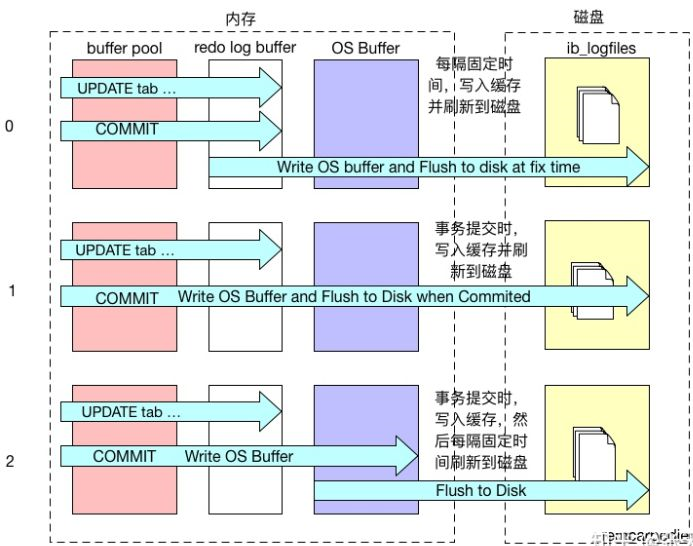 内存
磁盘
buffer pool
redo log buffer
OS Buffer
ib_logfiles
0
UPDATE tab ...
COMMIT
每隔固定时
间，写入缓存
并刷新到磁盘
Write OS buffer and Flush to disk at fix time
1
UPDATE tab ...
COMMIT
Write OS Buffer and Flush to Disk when Commited
事务提交时，
写入缓存并刷
新到磁盘
2
UPDATE tab ...
COMMIT
Write OS Buffer
事务提交时，
写入缓存，然
后每隔固定时
间刷新到磁盘
Flush to Disk